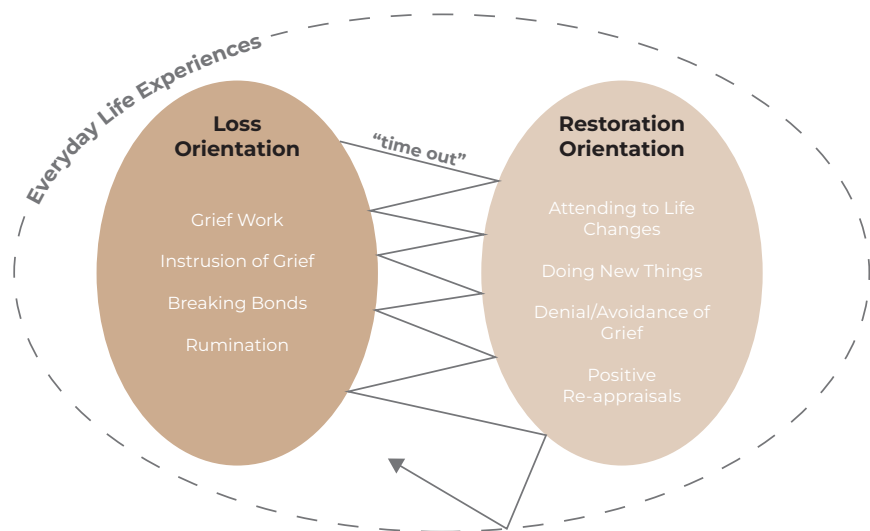 Everyday Life Experiences
Loss
Orientation
Grief Work
Instrusion of Grief
Breaking Bonds
Rumination
“time out”
Restoration
Orientation
Attending to Life
Changes
Doing New Things
Denial/Avoidance of
Grief
Positive
Re-appraisals